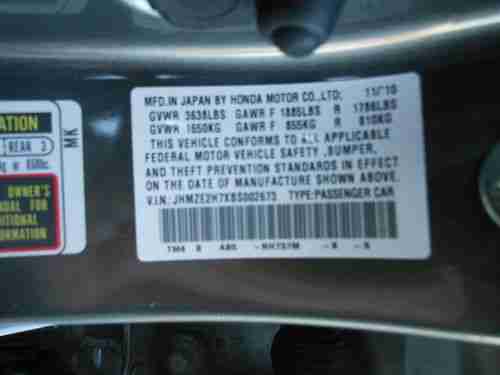 MFD.IN JAPAN BY HONDA MOTOR CO.,LTD: 11/10
GVWR 3638LBS GAWR F 1885LBS R 1786LBS
GVWR 1650KG GAWR F 855KG R 810KG
THIS VEHICLE CONFORMS TO ALL APPLICABLE
FEDERAL MOTOR VEHICLE SAFETY, BUMPER,
AND THEFT PREVENTION STANDARDS IN EFFECT
ON THE DATE OF MANUFACTURE SHOWN ABOVE.
V.I.N: JHMZE2H7XBS002673 TYPE:PASSENGER CAR
ATION
REAR 3
OWNER'S
MANUAL
FOR
MK